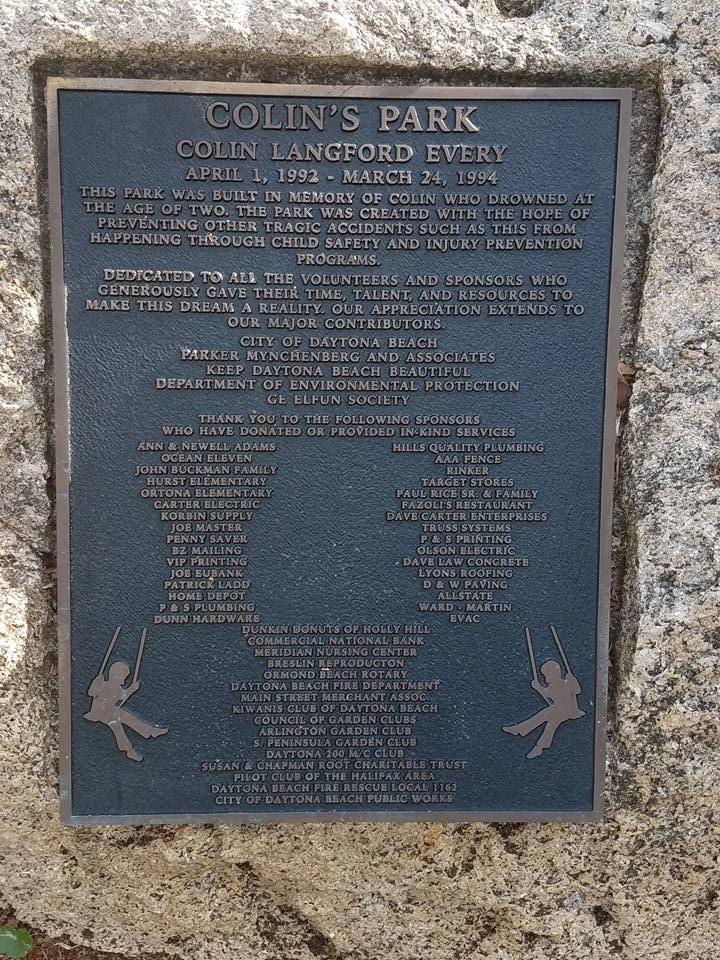 COLIN'S PARK
COLIN LANGFORD EVERY
APRIL 1, 1992 - MARCH 24, 1994
THIS PARK WAS BUILT IN MEMORY OF COLIN WHO DROWNED AT
THE AGE OF TWO. THE PARK WAS CREATED WITH THE HOPE OF
PREVENTING OTHER TRAGIC ACCIDENTS SUCH AS THIS FROM
HAPPENING THROUGH CHILD SAFETY AND INJURY PREVENTION
PROGRAMS.
DEDICATED TO ALL THE VOLUNTEERS AND SPONSORS WHO
GENEROUSLY GAVE THEIR TIME, TALENT, AND RESOURCES TO
MAKE THIS DREAM A REALITY. OUR APPRECIATION EXTENDS TO
OUR MAJOR CONTRIBUTORS.
CITY OF DAYTONA BEACH
PARKER MYNCHENBERG AND ASSOCIATES
KEEP DAYTONA BEACH BEAUTIFUL
DEPARTMENT OF ENVIRONMENTAL PROTECTION
GE ELFUN SOCIETY
THANK YOU TO THE FOLLOWING SPONSORS
WHO HAVE DONATED OR PROVIDED IN-KIND SERVICES
ANN & NEWELL ADAMS
OCEAN ELEVEN
JOHN BUCKMAN FAMILY
HURST ELEMENTARY
ORTONA ELEMENTARY
CARTER ELECTRIC
KORBIN SUPPLY
JOE MASTER
PENNY SAVER
BZ MAILING
VIP PRINTING
JOE EUBANK
PATRICK LADD
HOME DEPOT
P & S PLUMBING
DUNN HARDWARE
HILLS QUALITY PLUMBING
AAA FENCE
RINKER
TARGET STORES
PAUL RICE SR. & FAMILY
FAZOLI'S RESTAURANT
DAVE CARTER ENTERPRISES
TRUSS SYSTEMS
P & S PRINTING
OLSON ELECTRIC
DAVE LAW CONCRETE
LYONS ROOFING
D & W PAVING
ALLSTATE
WARD - MARTIN
EVAC
DUNKIN DONUTS OF HOLLY HILL
COMMERCIAL NATIONAL BANK
MERIDIAN NURSING CENTER
BRESLIN REPRODUCTON
ORMOND BEACH ROTARY
DAYTONA BEACH FIRE DEPARTMENT
MAIN STREET MERCHANT ASSOC.
KIWANIS CLUB OF DAYTONA BEACH
COUNCIL OF GARDEN CLUBS
ARLINGTON GARDEN CLUB
S. PENINSULA GARDEN CLUB
DAYTONA 200 M/C CLUB
SUSAN & CHAPMAN ROOT CHARITABLE TRUST
PILOT CLUB OF THE HALIFAX AREA
DAYTONA BEACH FIRE RESCUE LOCAL 1162
CITY OF DAYTONA BEACH PUBLIC WORKS